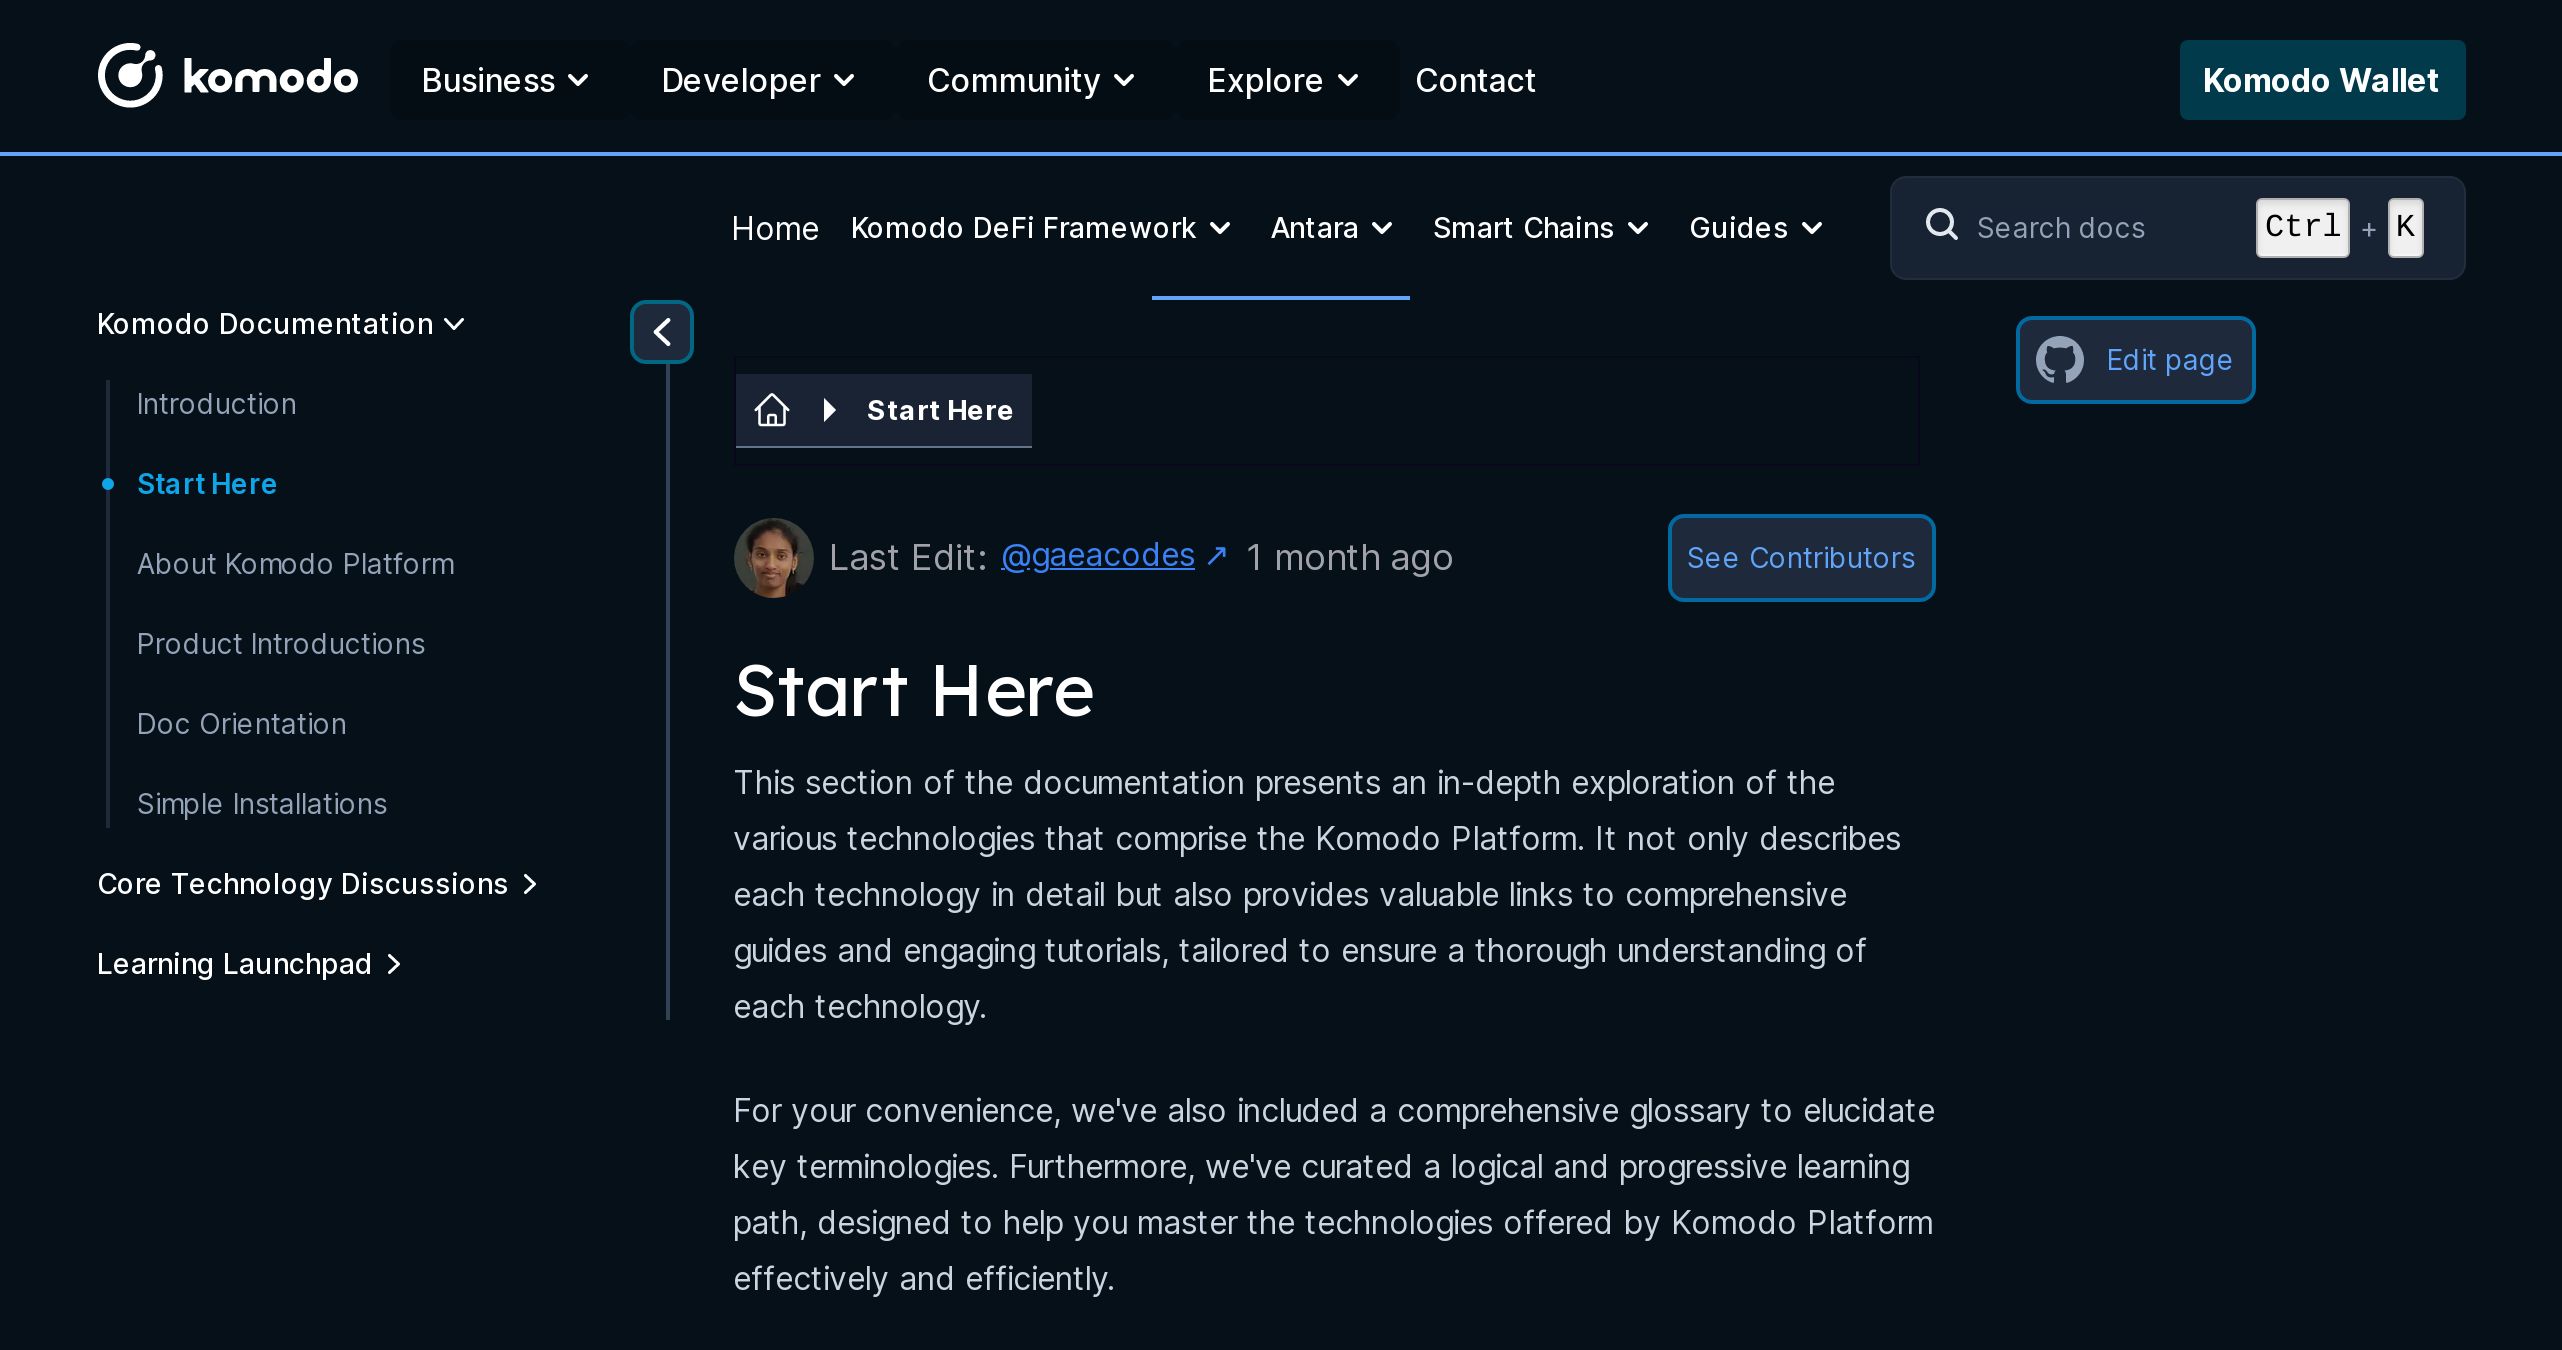 komodo
Business
Developer
Community
Explore
Contact
Komodo Wallet
Home
Komodo DeFi Framework
Antara
Smart Chains
Guides
Search docs
Ctrl + K
Komodo Documentation
Introduction
Start Here
About Komodo Platform
Product Introductions
Doc Orientation
Simple Installations
Core Technology Discussions
Learning Launchpad
Start Here
Edit page
Last Edit: @gaeacodes ↗ 1 month ago
See Contributors
Start Here
This section of the documentation presents an in-depth exploration of the
various technologies that comprise the Komodo Platform. It not only describes
each technology in detail but also provides valuable links to comprehensive
guides and engaging tutorials, tailored to ensure a thorough understanding of
each technology.
For your convenience, we've also included a comprehensive glossary to elucidate
key terminologies. Furthermore, we've curated a logical and progressive learning
path, designed to help you master the technologies offered by Komodo Platform
effectively and efficiently.